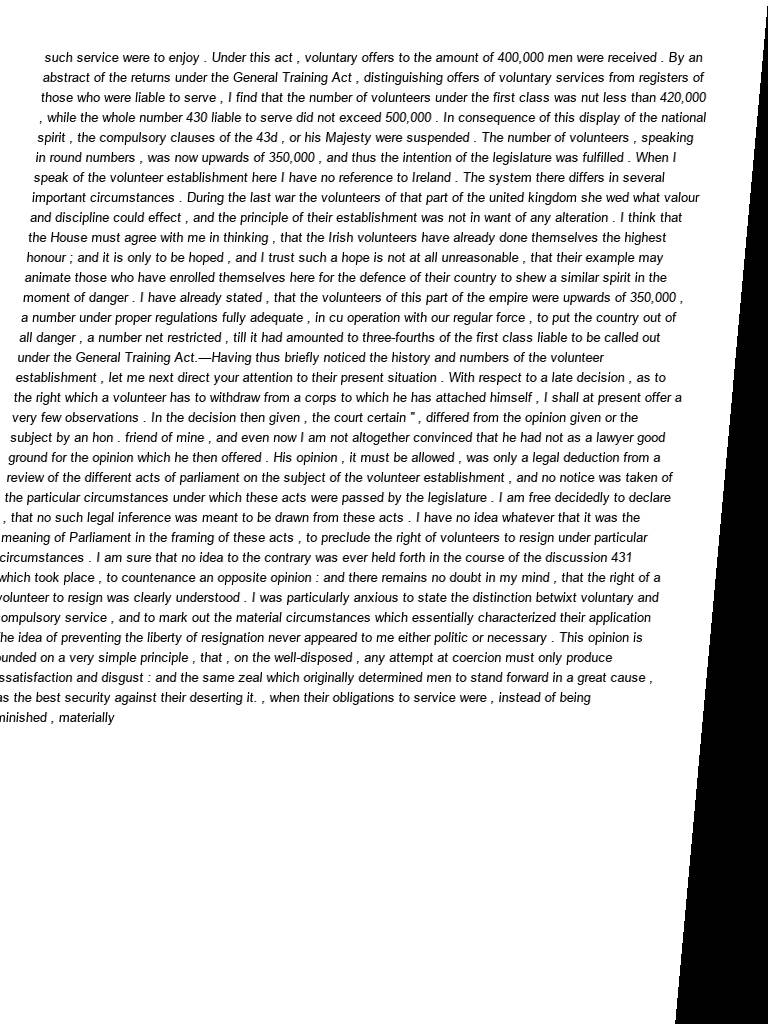 such service were to enjoy . Under this act , voluntary offers to the amount of 400,000 men were received . By an
abstract of the returns under the General Training Act , distinguishing offers of voluntary services from registers of
those who were liable to serve , I find that the number of volunteers under the first class was nut less than 420,000
, while the whole number 430 liable to serve did not exceed 500,000 . In consequence of this display of the national
spirit , the compulsory clauses of the 43d , or his Majesty were suspended . The number of volunteers , speaking
in round numbers , was now upwards of 350,000 , and thus the intention of the legislature was fulfilled . When I
speak of the volunteer establishment here I have no reference to Ireland . The system there differs in several
important circumstances . During the last war the volunteers of that part of the united kingdom she wed what valour
and discipline could effect , and the principle of their establishment was not in want of any alteration . I think that
the House must agree with me in thinking , that the Irish volunteers have already done themselves the highest
honour ; and it is only to be hoped , and I trust such a hope is not at all unreasonable , that their example may
animate those who have enrolled themselves here for the defence of their country to shew a similar spirit in the
moment of danger . I have already stated , that the volunteers of this part of the empire were upwards of 350,000 ,
a number under proper regulations fully adequate , in cu operation with our regular force , to put the country out of
all danger , a number net restricted , till it had amounted to three-fourths of the first class liable to be called out
under the General Training Act.—Having thus briefly noticed the history and numbers of the volunteer
establishment , let me next direct your attention to their present situation . With respect to a late decision , as to
the right which a volunteer has to withdraw from a corps to which he has attached himself , I shall at present offer a
very few observations . In the decision then given , the court certain " , differed from the opinion given or the
subject by an hon . friend of mine , and even now I am not altogether convinced that he had not as a lawyer good
ground for the opinion which he then offered . His opinion , it must be allowed , was only a legal deduction from a
review of the different acts of parliament on the subject of the volunteer establishment , and no notice was taken of
the particular circumstances under which these acts were passed by the legislature . I am free decidedly to declare
, that no such legal inference was meant to be drawn from these acts . I have no idea whatever that it was the
meaning of Parliament in the framing of these acts , to preclude the right of volunteers to resign under particular
circumstances . I am sure that no idea to the contrary was ever held forth in the course of the discussion 431
which took place , to countenance an opposite opinion : and there remains no doubt in my mind , that the right of a
volunteer to resign was clearly understood . I was particularly anxious to state the distinction betwixt voluntary and
compulsory service , and to mark out the material circumstances which essentially characterized their application
the idea of preventing the liberty of resignation never appeared to me either politic or necessary . This opinion is
ounded on a very simple principle , that , on the well-disposed , any attempt at coercion must only produce
ssatisfaction and disgust : and the same zeal which originally determined men to stand forward in a great cause ,
as the best security against their deserting it. , when their obligations to service were , instead of being
minished , materially